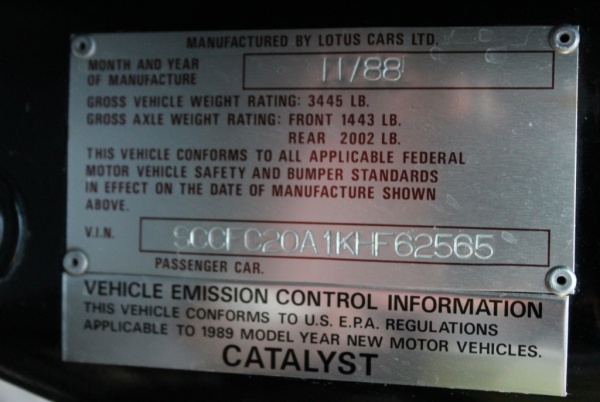 MANUFACTURED BY LOTUS CARS LTD.
MONTH AND YEAR
OF MANUFACTURE 11/88
GROSS VEHICLE WEIGHT RATING: 3445 LB.
GROSS AXLE WEIGHT RATING: FRONT 1443 LB.
REAR 2002 LB.
THIS VEHICLE CONFORMS TO ALL APPLICABLE FEDERAL
MOTOR VEHICLE SAFETY AND BUMPER STANDARDS
IN EFFECT ON THE DATE OF MANUFACTURE SHOWN
ABOVE.
V.I.N. SCCFC20A1KHF62565
PASSENGER CAR.
VEHICLE EMISSION CONTROL INFORMATION
THIS VEHICLE CONFORMS TO U.S. E.P.A. REGULATIONS
APPLICABLE TO 1989 MODEL YEAR NEW MOTOR VEHICLES.
CATALYST